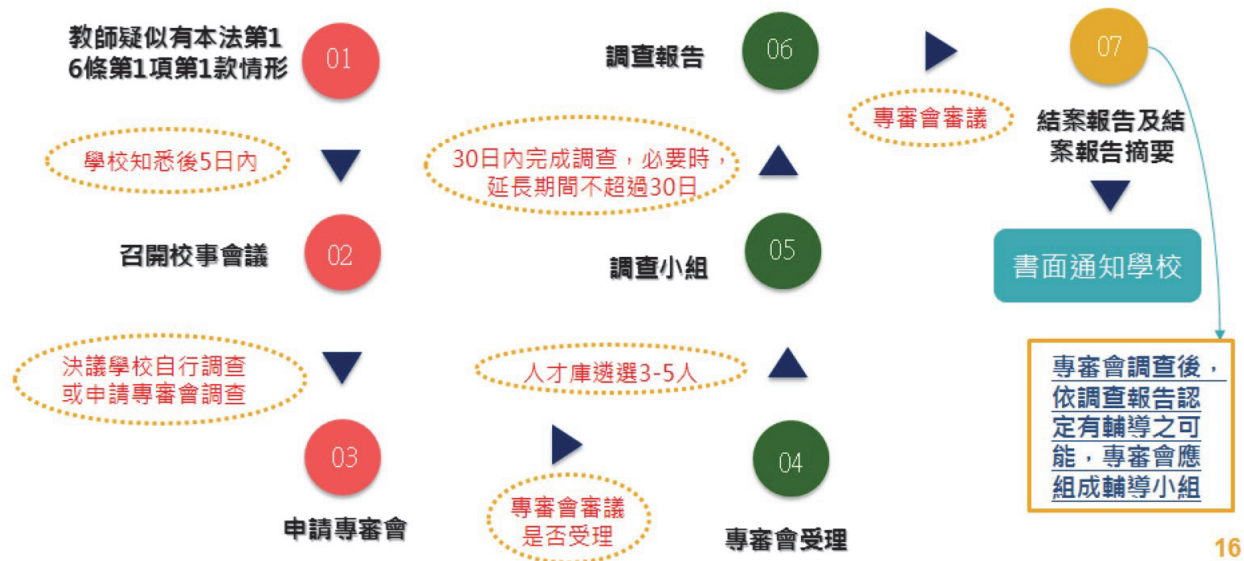 教師疑似有本法第1
6條第1項第1款情形
01
學校知悉後5日內
召開校事會議
02
決議學校自行調查
或申請專審會調查
03
申請專審會
專審會審議
是否受理
04
專審會受理
人才庫遴選3-5人
調查小組
05
30日內完成調查，必要時，
延長期間不超過30日
調查報告
06
專審會審議
07
結案報告及結
案報告摘要
書面通知學校
專審會調查後，
依調查報告認
定有輔導之可
能，專審會應
組成輔導小組
16